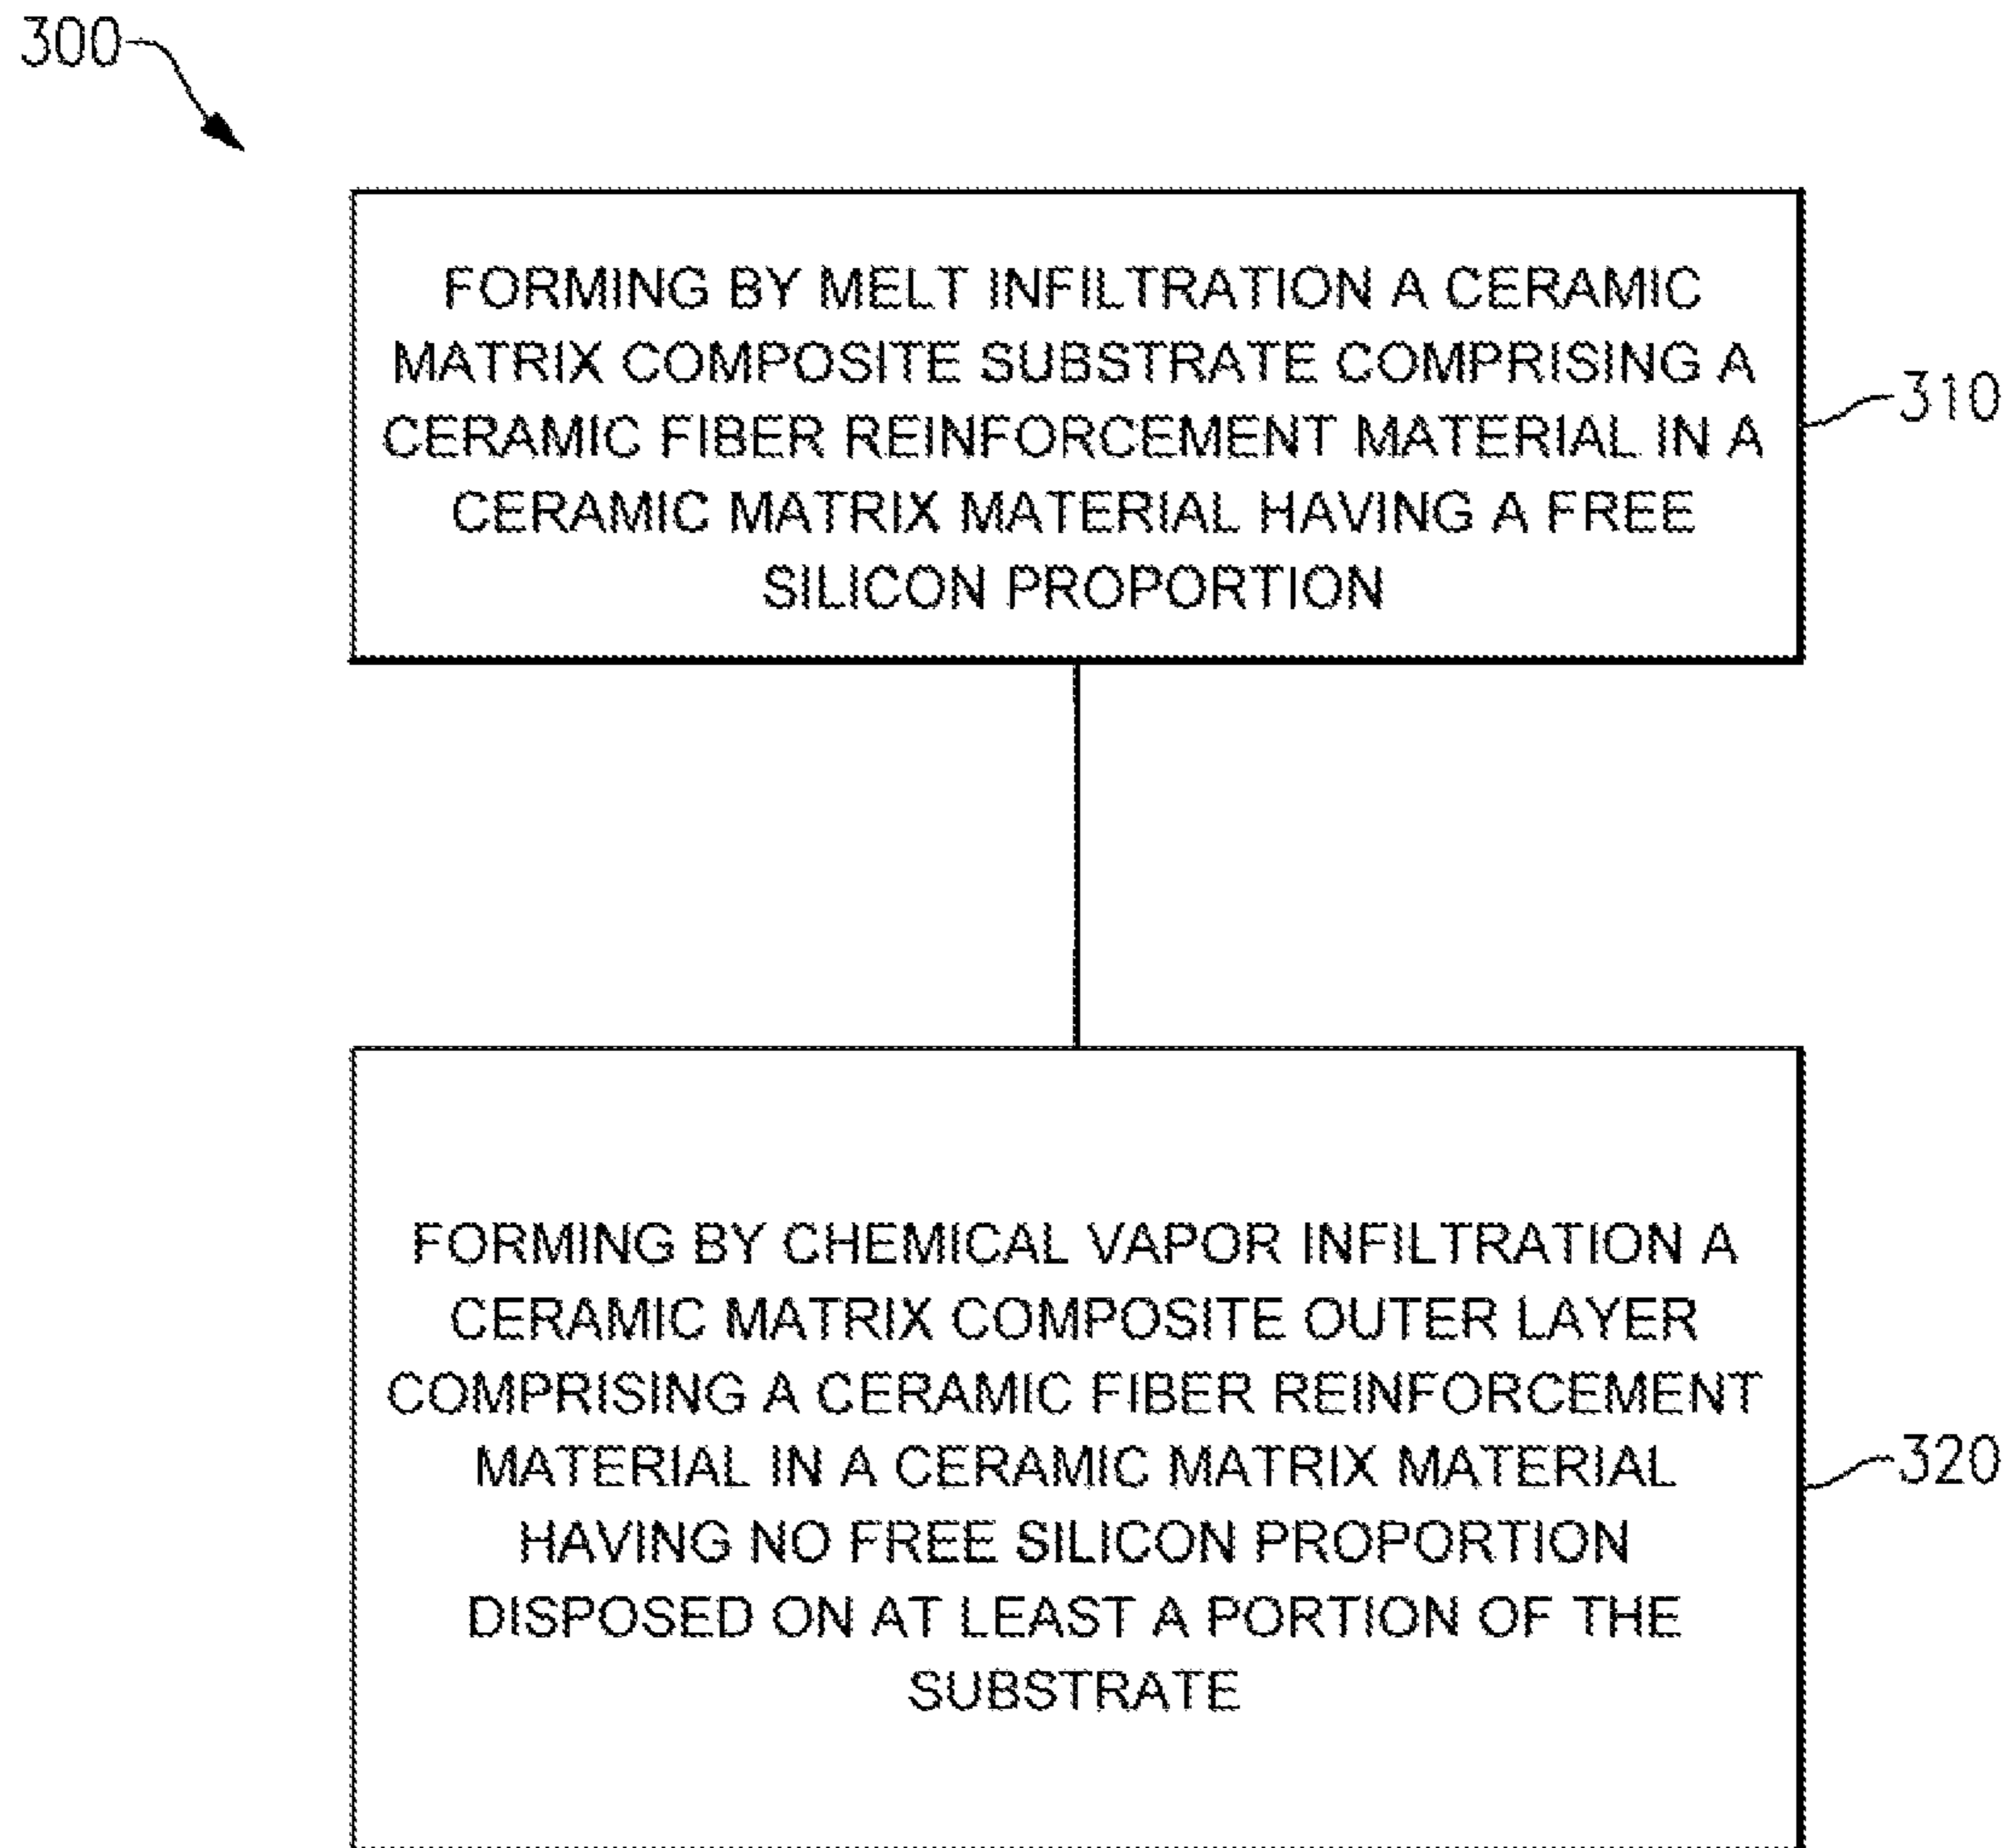 300
FORMING BY MELT INFILTRATION A CERAMIC
MATRIX COMPOSITE SUBSTRATE COMPRISING A
CERAMIC FIBER REINFORCEMENT MATERIAL IN A
CERAMIC MATRIX MATERIAL HAVING A FREE
SILICON PROPORTION
310
FORMING BY CHEMICAL VAPOR INFILTRATION A
CERAMIC MATRIX COMPOSITE OUTER LAYER
COMPRISING A CERAMIC FIBER REINFORCEMENT
MATERIAL IN A CERAMIC MATRIX MATERIAL
HAVING NO FREE SILICON PROPORTION
DISPOSED ON AT LEAST A PORTION OF THE
SUBSTRATE
320